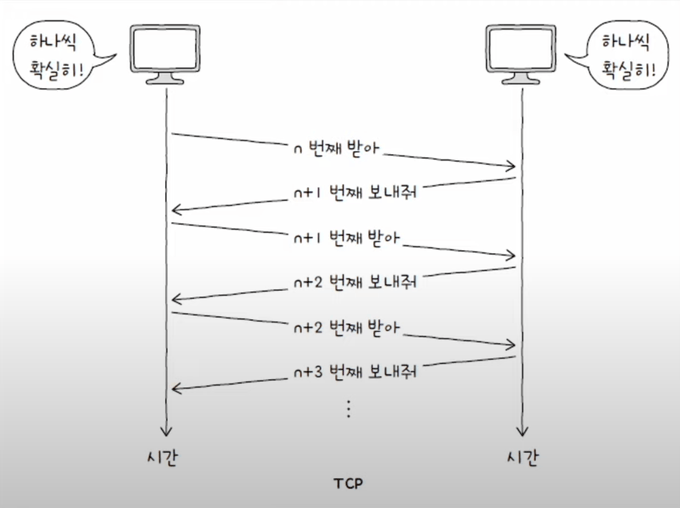 하나씩
확실히!
하나씩
확실히!
n 번째 받아
n+1 번째 보내줘
n+1 번째 받아
n+2 번째 보내줘
n+2 번째 받아
n+3 번째 보내줘
시간
시간
TCP